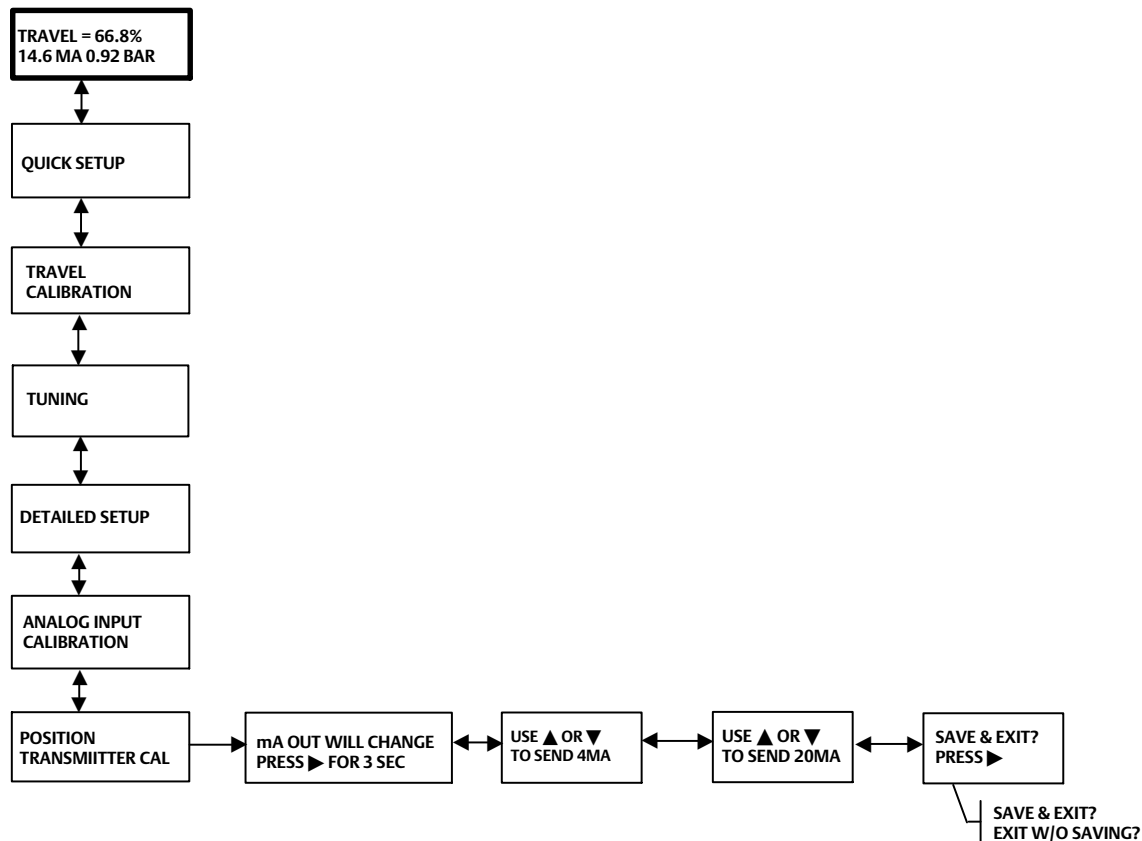 TRAVEL = 66.8%
14.6 MA 0.92 BAR
QUICK SETUP
TRAVEL
CALIBRATION
TUNING
DETAILED SETUP
ANALOG INPUT
CALIBRATION
POSITION
TRANSMIITTER CAL
mA OUT WILL CHANGE
PRESS ▶ FOR 3 SEC
USE ▲ OR ▼
TO SEND 4MA
USE ▲ OR ▼
TO SEND 20MA
SAVE & EXIT?
PRESS ▶
SAVE & EXIT?
EXIT W/O SAVING?